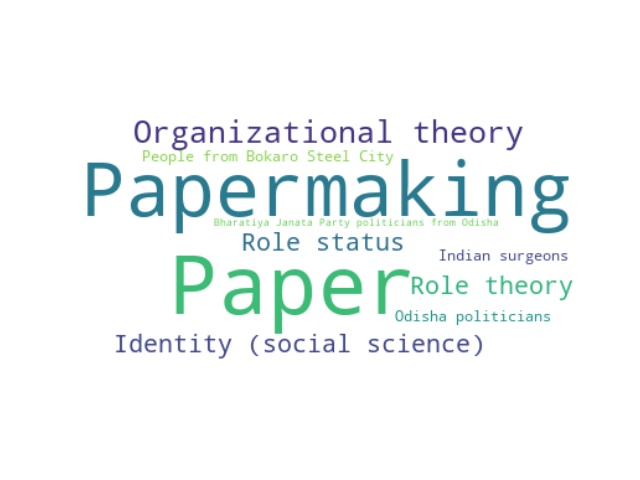 Organizational theory
People from Bokaro Steel City
Papermaking
Bharatiya Janata Party politicians from Odisha
Role status
Indian surgeons
Paper
Role theory
Odisha politicians
Identity (social science)